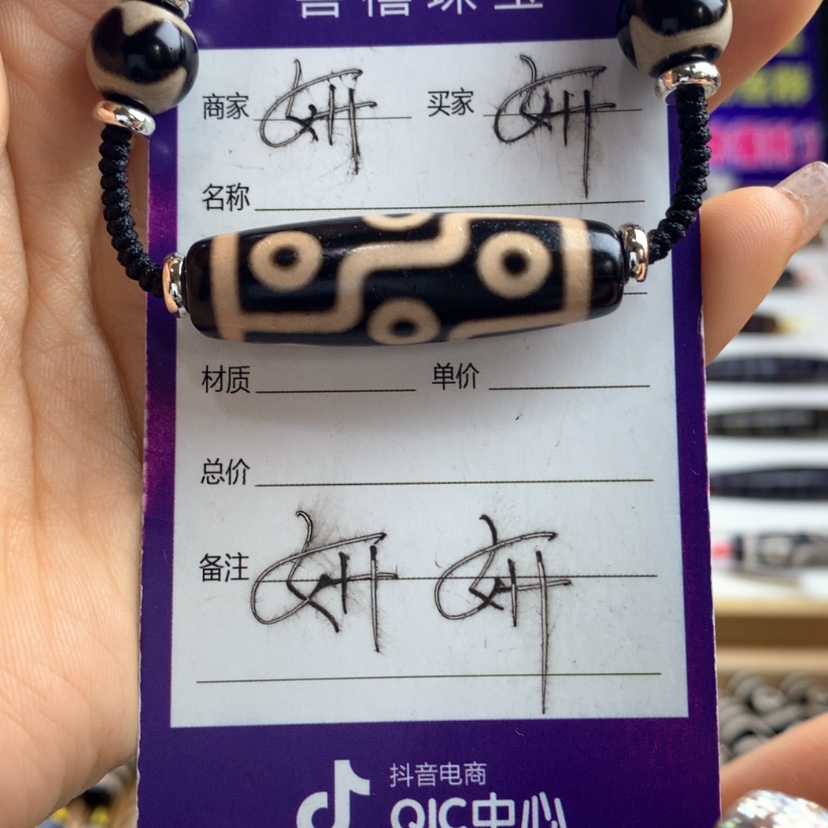 商家 妍 买家 妍
名称
材质 单价
总价
备注 妍 妍
抖音电商
QIC中心